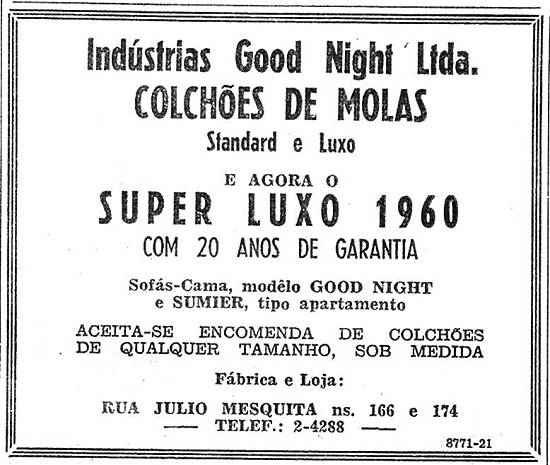 Indústrias Good Night Ltda.
COLCHÕES DE MOLAS
Standard e Luxo
E AGORA O
SUPER LUXO 1960
COM 20 ANOS DE GARANTIA
Sofás-Cama, modêlo GOOD NIGHT
e SUMIER, tipo apartamento
ACEITA-SE ENCOMENDA DE COLCHÕES
DE QUALQUER TAMANHO, SOB MEDIDA
Fábrica e Loja:
RUA JULIO MESQUITA ns. 166 e 174
— TELEF.: 2-4288 —
8771-21